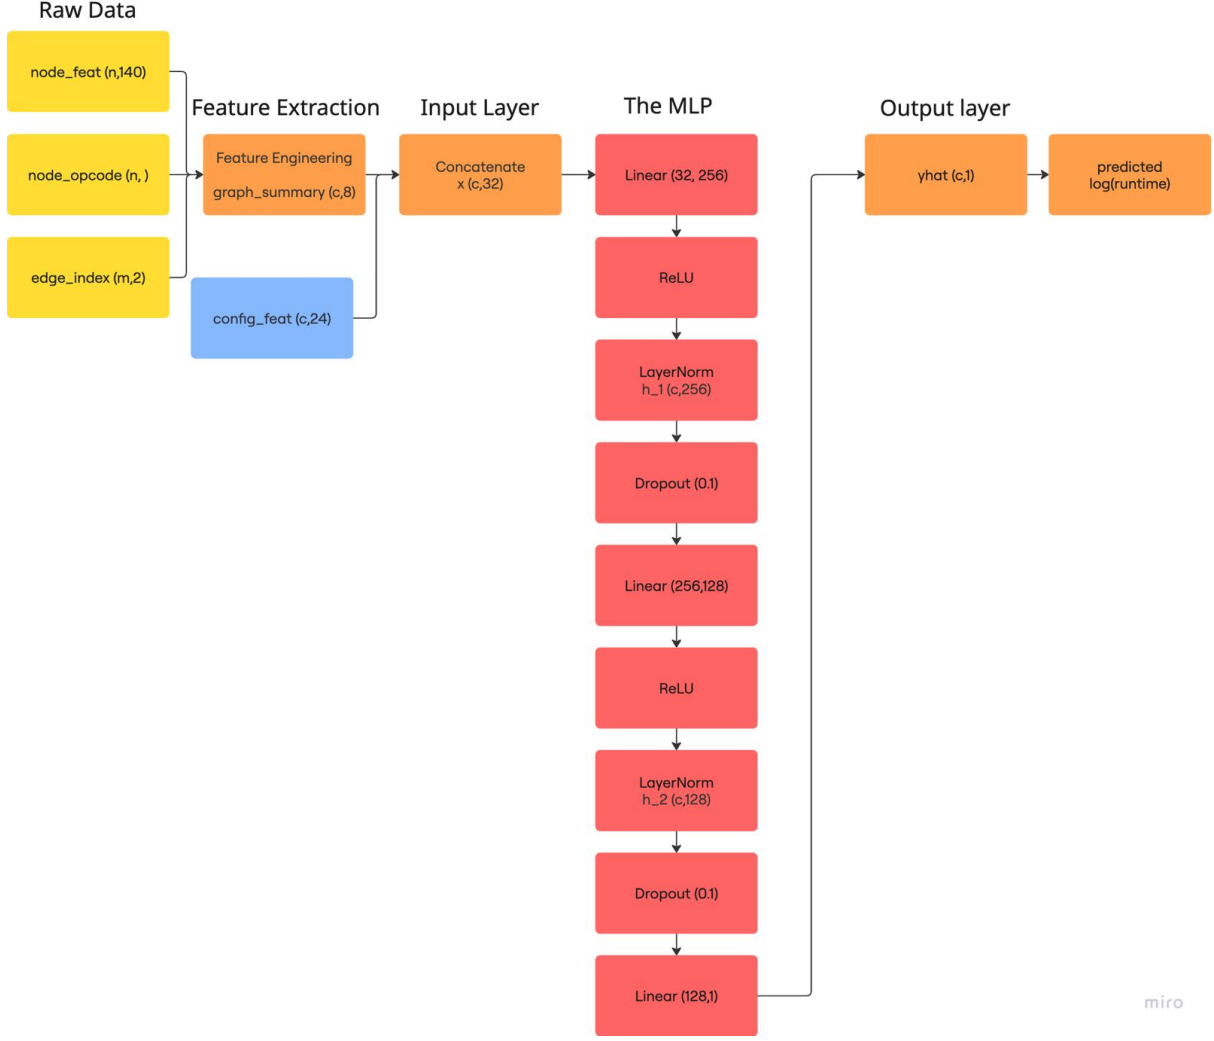 Raw Data
node_feat (n,140)
node_opcode (n, )
edge_index (m,2)
Feature Extraction
Feature Engineering
graph_summary (c,8)
config_feat (c,24)
Input Layer
Concatenate
x (c,32)
The MLP
Linear (32, 256)
ReLU
LayerNorm
h_1 (c,256)
Dropout (0.1)
Linear (256,128)
ReLU
LayerNorm
h_2 (c,128)
Dropout (0.1)
Linear (128,1)
Output layer
yhat (c,1)
predicted
log(runtime)
miro